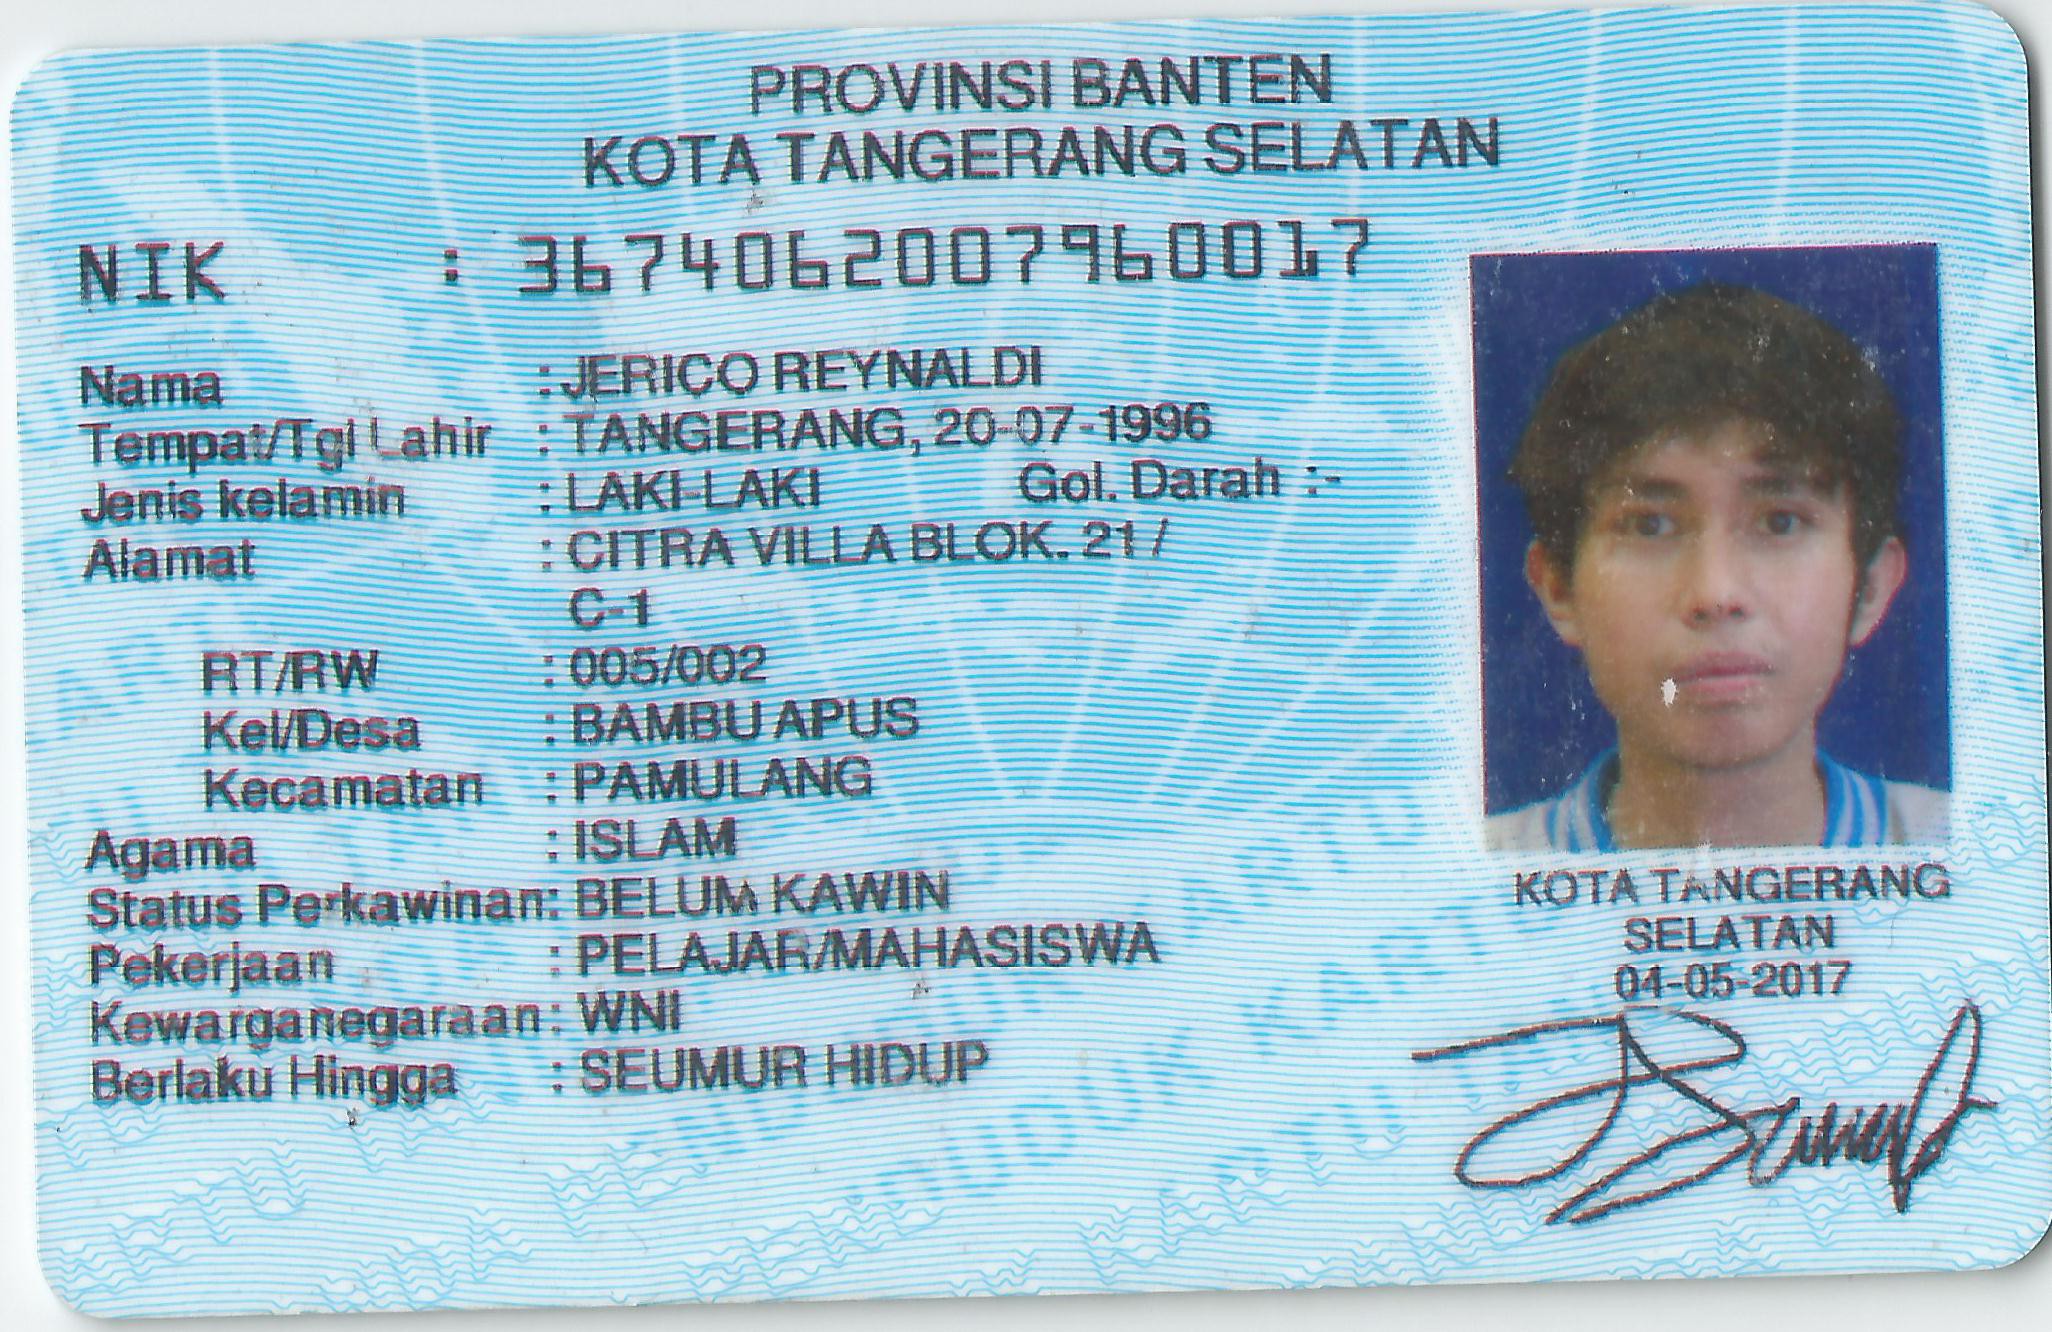 PROVINSI BANTEN
KOTA TANGERANG SELATAN
NIK : 3674062007960017
Nama : JERICO REYNALDI
Tempat/Tgl Lahir : TANGERANG, 20-07-1996
Jenis kelamin : LAKI-LAKI Gol. Darah :-
Alamat : CITRA VILLA BLOK. 21 /
C-1
RT/RW : 005/002
Kel/Desa : BAMBU APUS
Kecamatan : PAMULANG
Agama : ISLAM
Status Perkawinan: BELUM KAWIN
Pekerjaan : PELAJAR/MAHASISWA
Kewarganegaraan: WNI
Berlaku Hingga : SEUMUR HIDUP
KOTA TANGERANG
SELATAN
04-05-2017